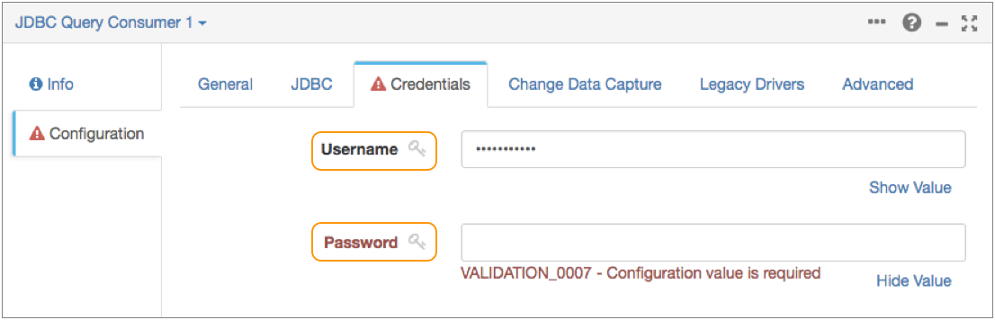 JDBC Query Consumer 1
Info
Configuration
General JDBC Credentials Change Data Capture Legacy Drivers Advanced
Username •••••••••••
Show Value
Password
VALIDATION_0007 - Configuration value is required
Hide Value